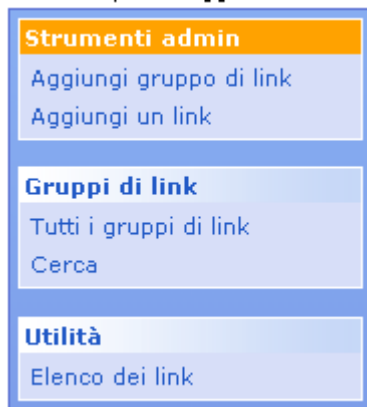 Strumenti admin
Aggiungi gruppo di link
Aggiungi un link
Gruppi di link
Tutti i gruppi di link
Cerca
Utilità
Elenco dei link